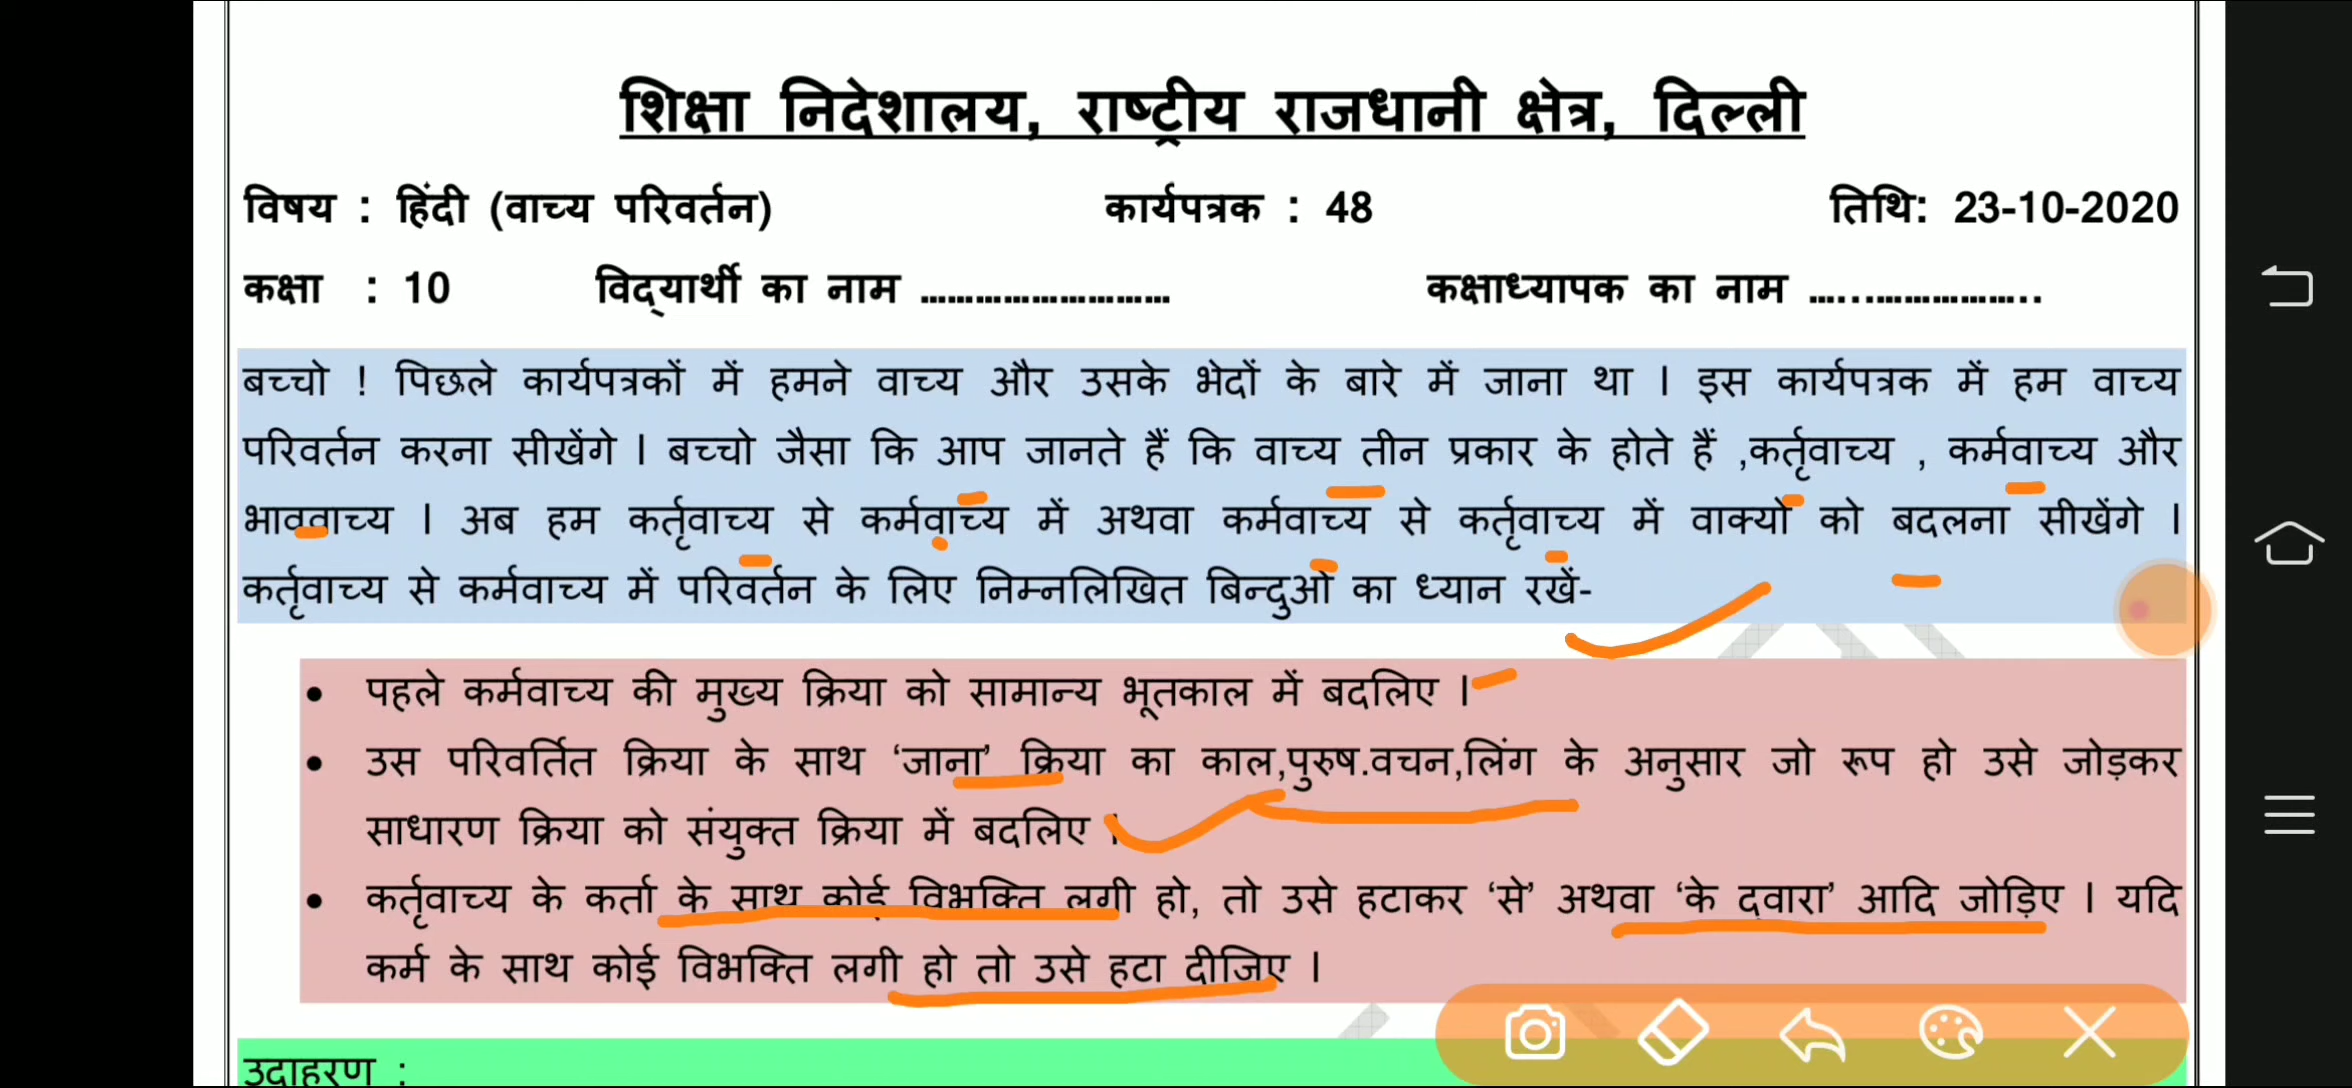 शिक्षा निदेशालय, राष्ट्रीय राजधानी क्षेत्र, दिल्ली
विषय : हिंदी (वाच्य परिवर्तन) कार्यपत्रक : 48 तिथि: 23-10-2020
कक्षा : 10 विद्यार्थी का नाम ........................... कक्षाध्यापक का नाम ...........................
बच्चो ! पिछले कार्यपत्रकों में हमने वाच्य और उसके भेदों के बारे में जाना था । इस कार्यपत्रक में हम वाच्य
परिवर्तन करना सीखेंगे । बच्चो जैसा कि आप जानते हैं कि वाच्य तीन प्रकार के होते हैं ,कर्तृवाच्य , कर्मवाच्य और
भाववाच्य । अब हम कर्तृवाच्य से कर्मवाच्य में अथवा कर्मवाच्य से कर्तृवाच्य में वाक्यों को बदलना सीखेंगे ।
कर्तृवाच्य से कर्मवाच्य में परिवर्तन के लिए निम्नलिखित बिन्दुओं का ध्यान रखें-
• पहले कर्मवाच्य की मुख्य क्रिया को सामान्य भूतकाल में बदलिए ।
• उस परिवर्तित क्रिया के साथ ‘जाना’ क्रिया का काल,पुरुष.वचन,लिंग के अनुसार जो रूप हो उसे जोड़कर
साधारण क्रिया को संयुक्त क्रिया में बदलिए ।
• कर्तृवाच्य के कर्ता के साथ कोई विभक्ति लगी हो, तो उसे हटाकर ‘से’ अथवा ‘के द्वारा’ आदि जोड़िए । यदि
कर्म के साथ कोई विभक्ति लगी हो तो उसे हटा दीजिए ।
उदाहरण :